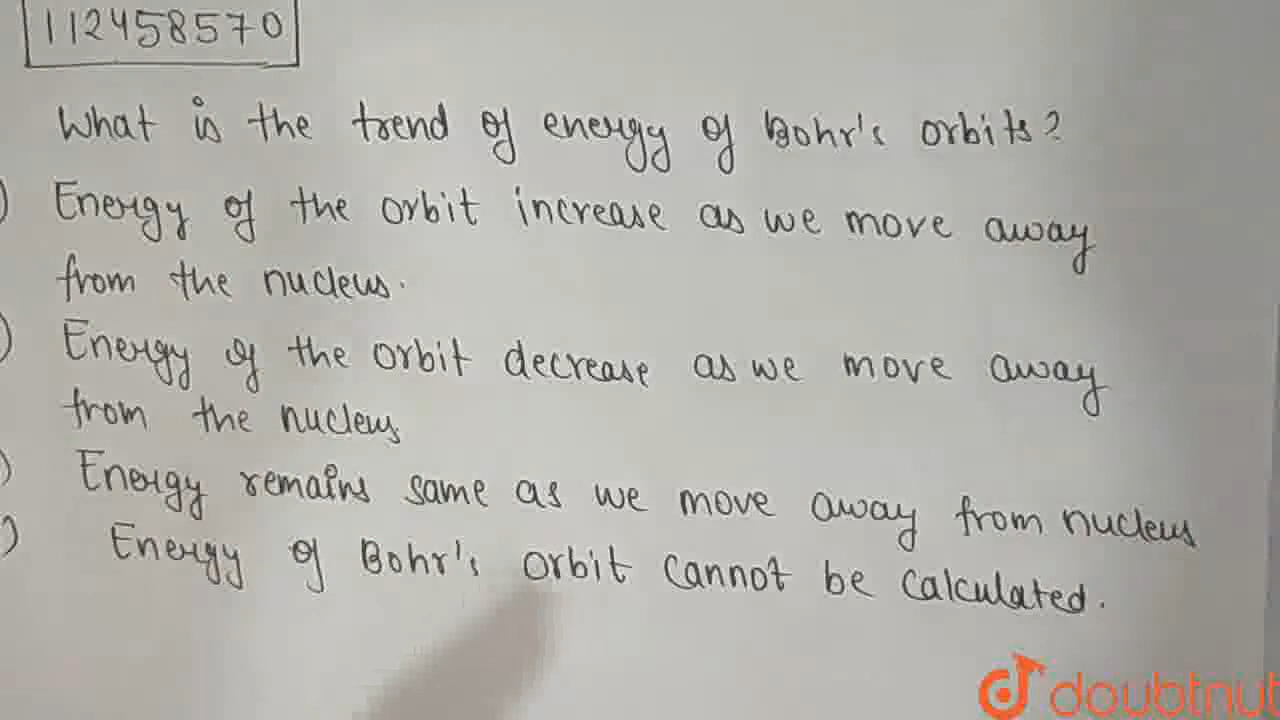 112458570
What is the trend of energy of Bohr's orbits?
) Energy of the orbit increase as we move away
from the nucleus.
) Energy of the orbit decrease as we move away
from the nucleus
) Energy remains same as we move away from nucleus
) Energy of Bohr's orbit cannot be calculated.
doubtnut